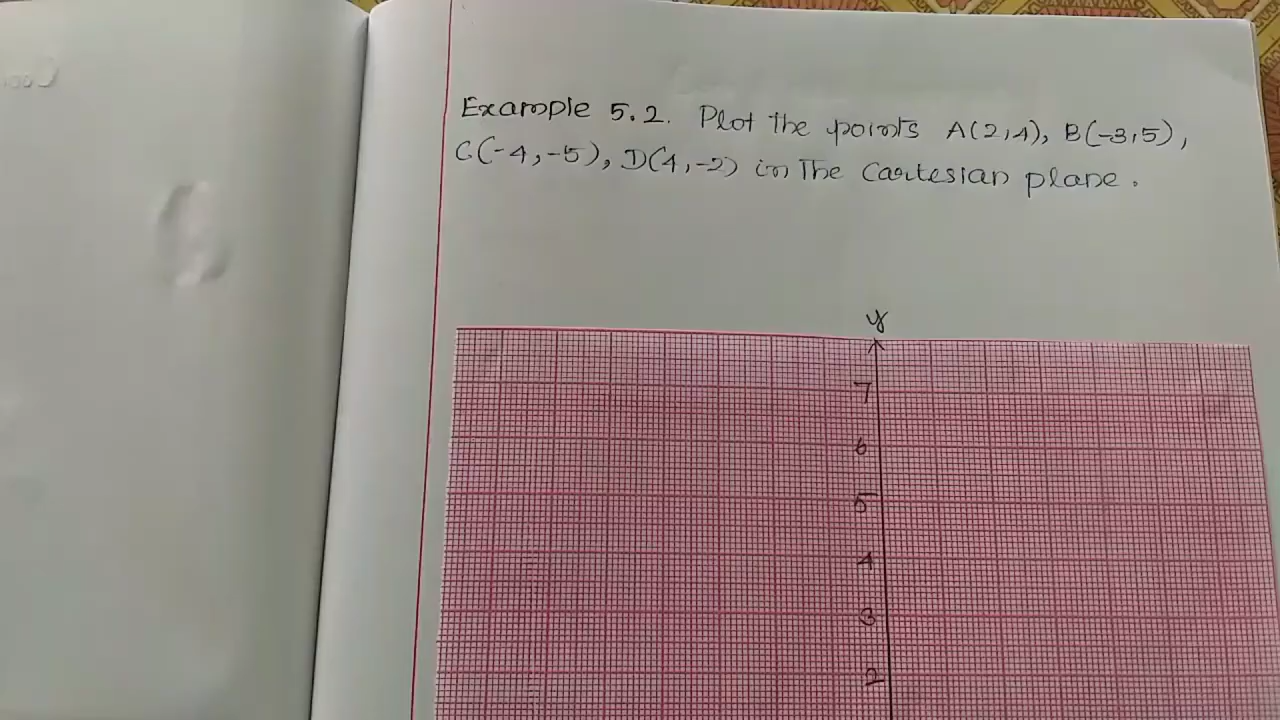 Example 5.2. Plot the points A(2,4), B(-3,5),
C(-4,-5), D(4,-2) in The Cartesian plane.
y
7
6
5
4
3
2